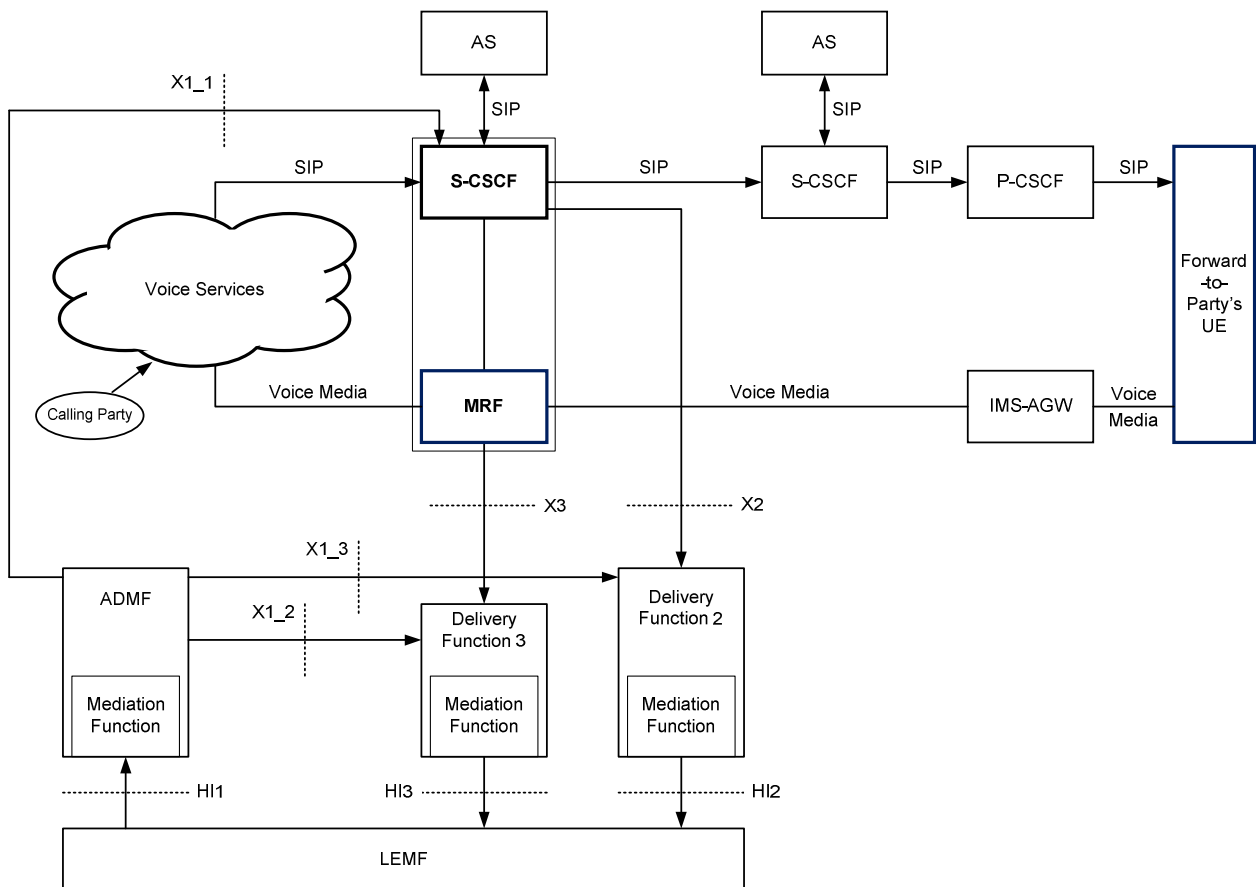 AS
AS
X1_1
SIP
SIP
SIP
S-CSCF
SIP
S-CSCF
SIP
P-CSCF
SIP
Forward
-to-
Party's
UE
Voice Services
Calling Party
Voice Media
MRF
Voice Media
IMS-AGW
Voice
Media
X3
X2
X1_3
ADMF
X1_2
Delivery
Function 3
Delivery
Function 2
Mediation
Function
Mediation
Function
Mediation
Function
HI1
HI3
HI2
LEMF